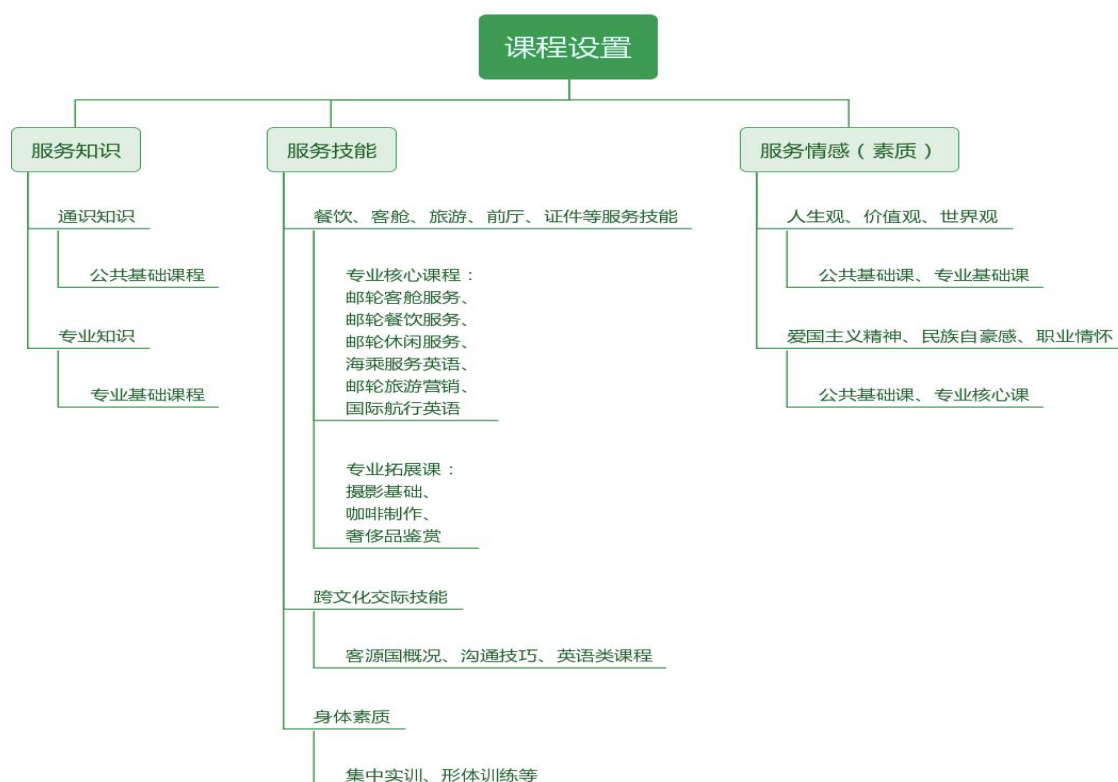 课程设置
服务知识
通识知识
公共基础课程
专业知识
专业基础课程
服务技能
餐饮、客舱、旅游、前厅、证件等服务技能
专业核心课程：
邮轮客舱服务、
邮轮餐饮服务、
邮轮休闲服务、
海乘服务英语、
邮轮旅游营销、
国际航行英语
专业拓展课：
摄影基础、
咖啡制作、
奢侈品鉴赏
跨文化交际技能
客源国概况、沟通技巧、英语类课程
身体素质
集中实训、形体训练等
服务情感（素质）
人生观、价值观、世界观
公共基础课、专业基础课
爱国主义精神、民族自豪感、职业情怀
公共基础课、专业核心课